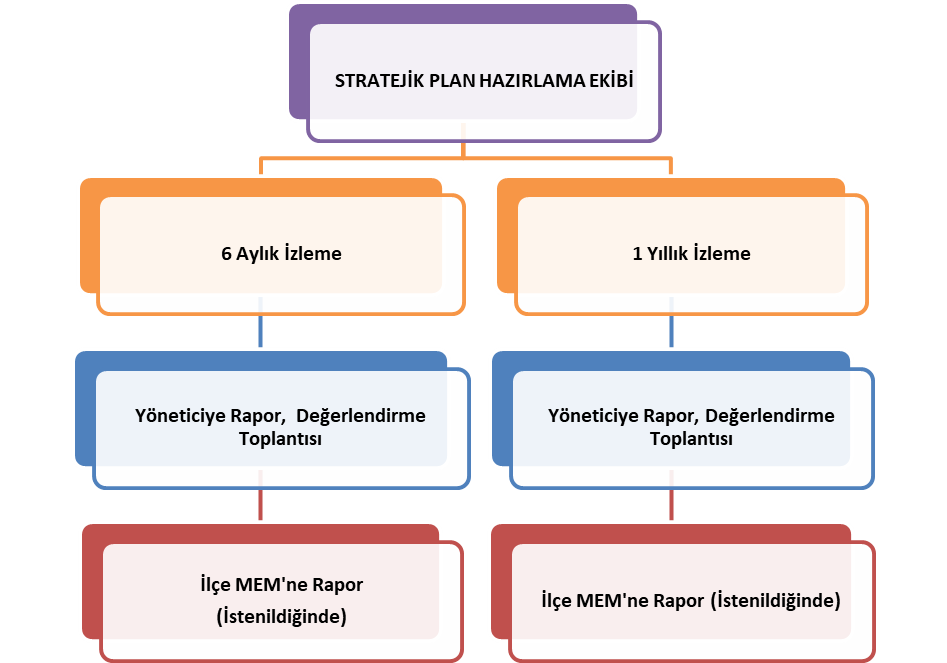 STRATEJİK PLAN HAZIRLAMA EKİBİ
6 Aylık İzleme
1 Yıllık İzleme
Yöneticiye Rapor, Değerlendirme
Toplantısı
Yöneticiye Rapor, Değerlendirme
Toplantısı
İlçe MEM'ne Rapor
(İstenildiğinde)
İlçe MEM'ne Rapor (İstenildiğinde)